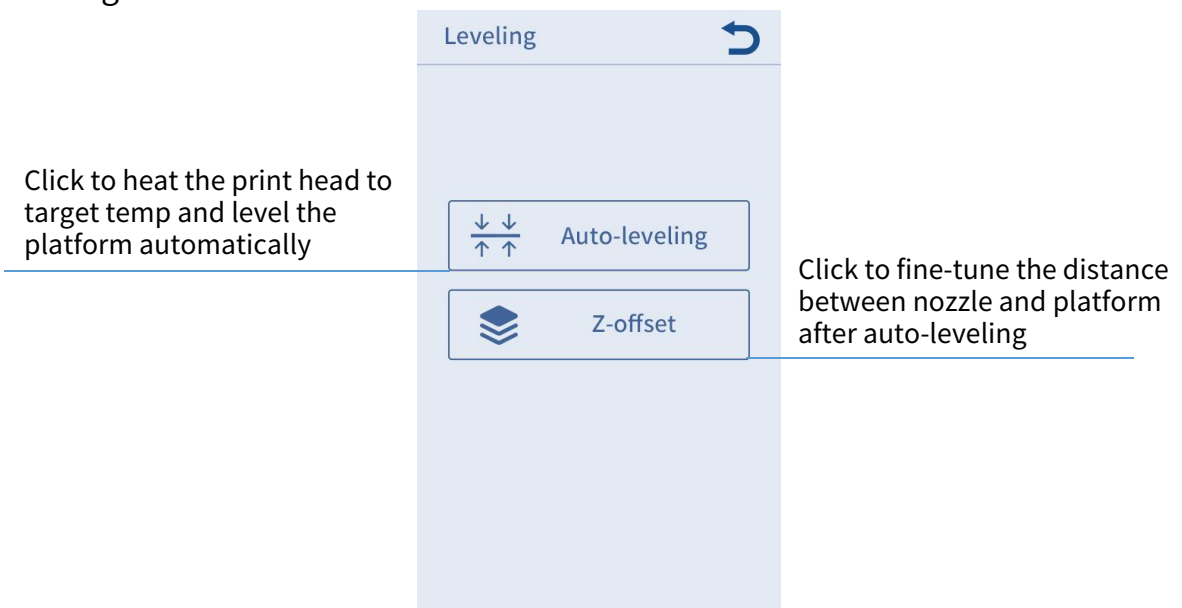 Leveling
Click to heat the print head to
target temp and level the
platform automatically
Auto-leveling
Z-offset
Click to fine-tune the distance
between nozzle and platform
after auto-leveling